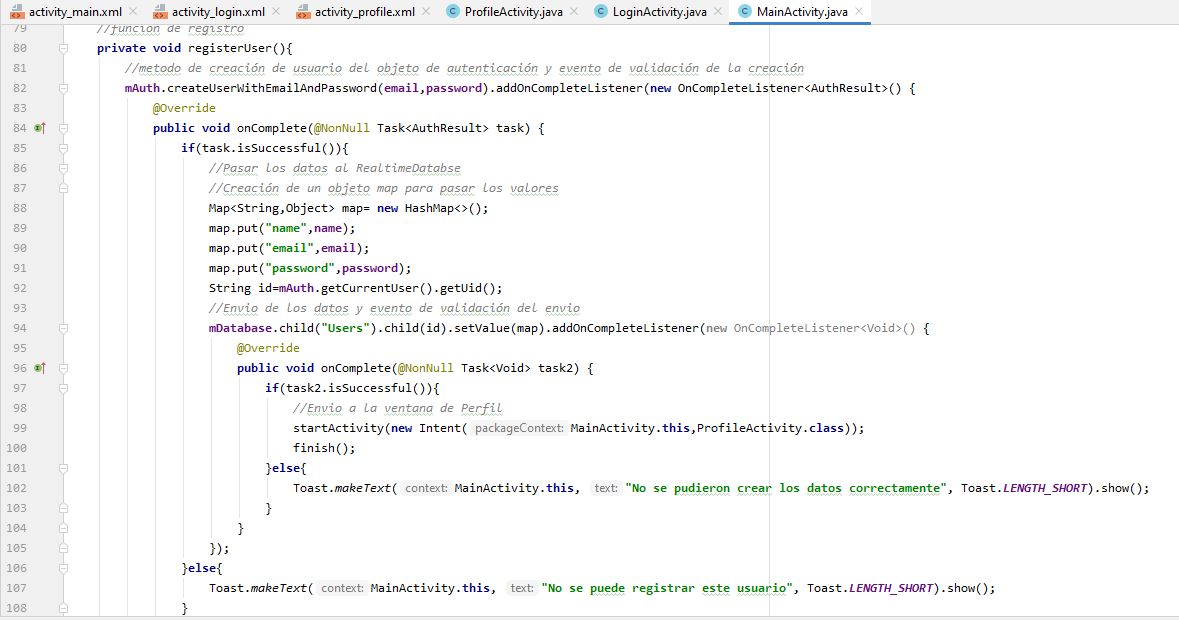 activity_main.xml activity_login.xml activity_profile.xml ProfileActivity.java LoginActivity.java MainActivity.java
79 //función de registro
80 private void registerUser(){
81 //metodo de creación de usuario del objeto de autenticación y evento de validación de la creación
82 mAuth.createUserWithEmailAndPassword(email,password).addOnCompleteListener(new OnCompleteListener<AuthResult>() {
83 @Override
84 public void onComplete(@NonNull Task<AuthResult> task) {
85 if(task.isSuccessful()){
86 //Pasar los datos al RealtimeDatabse
87 //Creación de un objeto map para pasar los valores
88 Map<String,Object> map= new HashMap<>();
89 map.put("name",name);
90 map.put("email",email);
91 map.put("password",password);
92 String id=mAuth.getCurrentUser().getUid();
93 //Envio de los datos y evento de validación del envio
94 mDatabase.child("Users").child(id).setValue(map).addOnCompleteListener(new OnCompleteListener<Void>() {
95 @Override
96 public void onComplete(@NonNull Task<Void> task2) {
97 if(task2.isSuccessful()){
98 //Envio a la ventana de Perfil
99 startActivity(new Intent( packageContext: MainActivity.this,ProfileActivity.class));
100 finish();
101 }else{
102 Toast.makeText( context: MainActivity.this, text: "No se pudieron crear los datos correctamente", Toast.LENGTH_SHORT).show();
103 }
104 }
105 });
106 }else{
107 Toast.makeText( context: MainActivity.this, text: "No se puede registrar este usuario", Toast.LENGTH_SHORT).show();
108 }